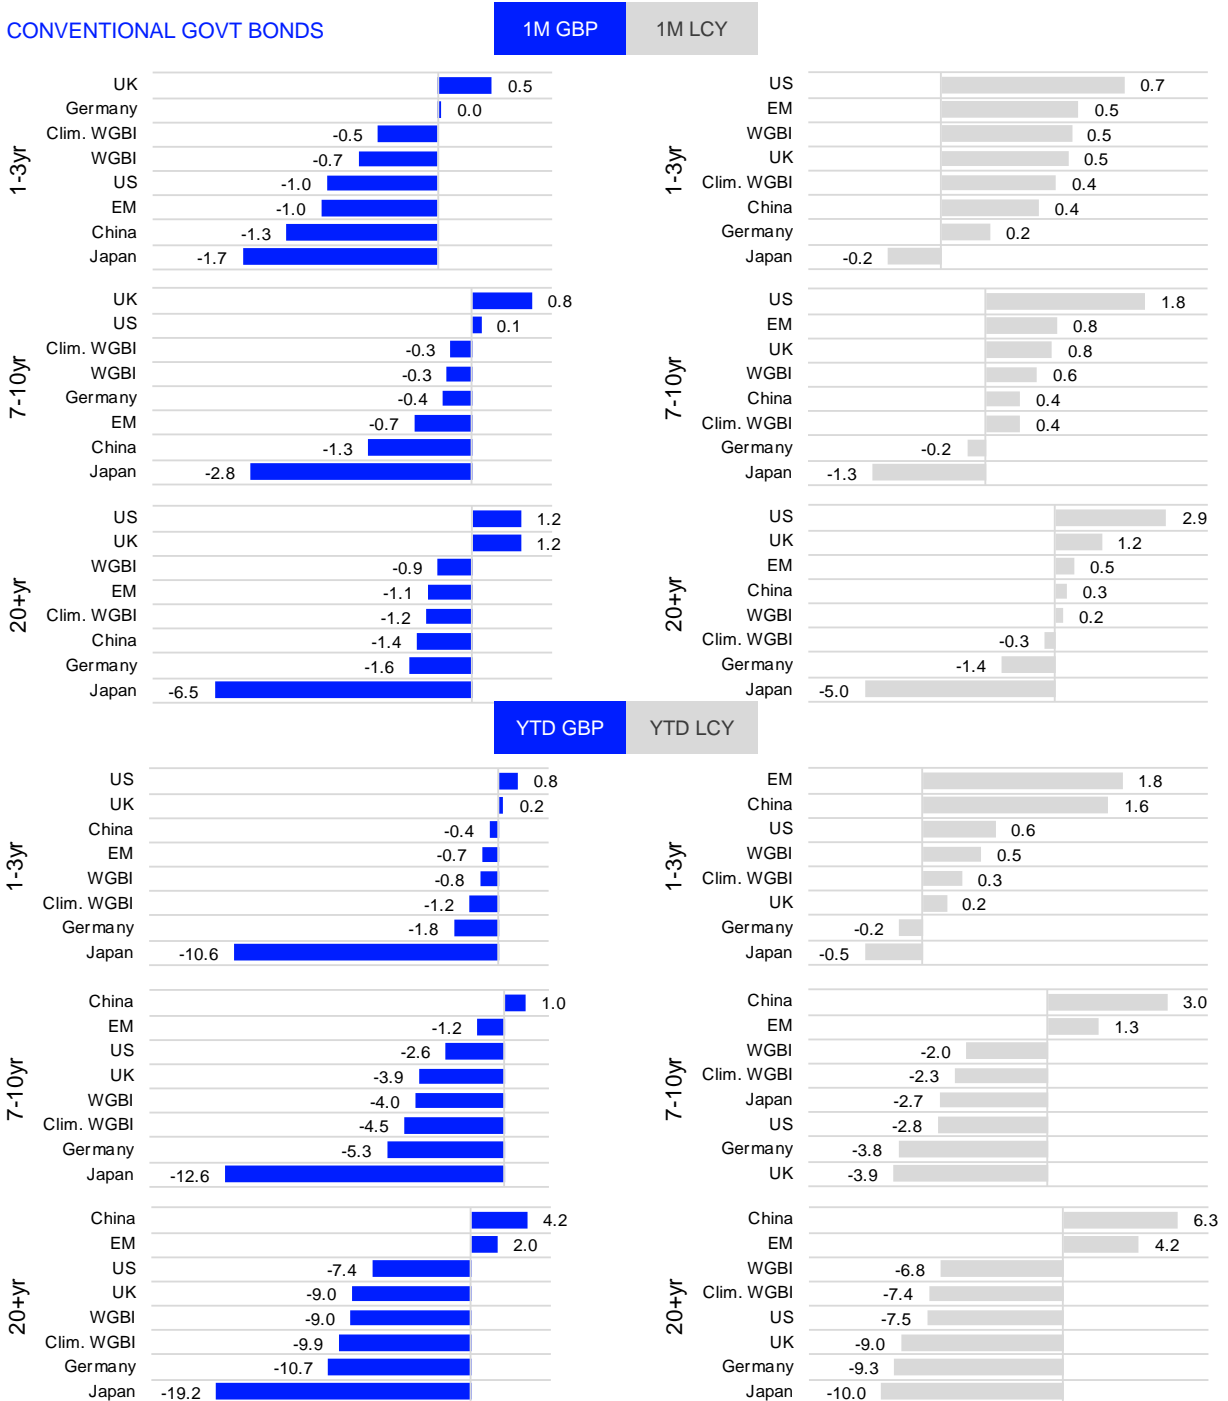 CONVENTIONAL GOVT BONDS
1M GBP 1M LCY
1-3yr
UK 0.5
Germany 0.0
Clim. WGBI -0.5
WGBI -0.7
US -1.0
EM -1.0
China -1.3
Japan -1.7
1-3yr
US 0.7
EM 0.5
WGBI 0.5
UK 0.5
Clim. WGBI 0.4
China 0.4
Germany 0.2
Japan -0.2
7-10yr
UK 0.8
US 0.1
Clim. WGBI -0.3
WGBI -0.3
Germany -0.4
EM -0.7
China -1.3
Japan -2.8
7-10yr
US 1.8
EM 0.8
UK 0.8
WGBI 0.6
China 0.4
Clim. WGBI 0.4
Germany -0.2
Japan -1.3
20+yr
US 1.2
UK 1.2
WGBI -0.9
EM -1.1
Clim. WGBI -1.2
China -1.4
Germany -1.6
Japan -6.5
20+yr
US 2.9
UK 1.2
EM 0.5
China 0.3
WGBI 0.2
Clim. WGBI -0.3
Germany -1.4
Japan -5.0
YTD GBP YTD LCY
1-3yr
US 0.8
UK 0.2
China -0.4
EM -0.7
WGBI -0.8
Clim. WGBI -1.2
Germany -1.8
Japan -10.6
1-3yr
EM 1.8
China 1.6
US 0.6
WGBI 0.5
Clim. WGBI 0.3
UK 0.2
Germany -0.2
Japan -0.5
7-10yr
China 1.0
EM -1.2
US -2.6
UK -3.9
WGBI -4.0
Clim. WGBI -4.5
Germany -5.3
Japan -12.6
7-10yr
China 3.0
EM 1.3
WGBI -2.0
Clim. WGBI -2.3
Japan -2.7
US -2.8
Germany -3.8
UK -3.9
20+yr
China 4.2
EM 2.0
US -7.4
UK -9.0
WGBI -9.0
Clim. WGBI -9.9
Germany -10.7
Japan -19.2
20+yr
China 6.3
EM 4.2
WGBI -6.8
Clim. WGBI -7.4
US -7.5
UK -9.0
Germany -9.3
Japan -10.0